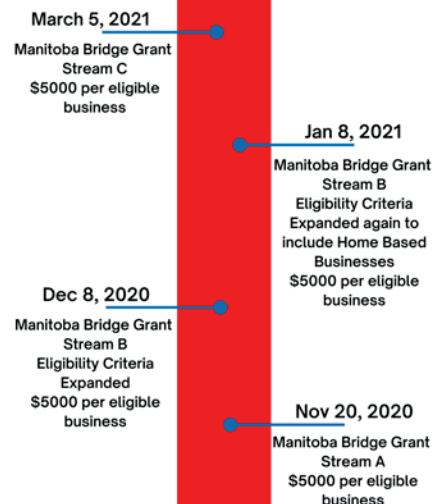 March 5, 2021
Manitoba Bridge Grant
Stream C
$5000 per eligible
business
Jan 8, 2021
Manitoba Bridge Grant
Stream B
Eligibility Criteria
Expanded again to
include Home Based
Businesses
$5000 per eligible
business
Dec 8, 2020
Manitoba Bridge Grant
Stream B
Eligibility Criteria
Expanded
$5000 per eligible
business
Nov 20, 2020
Manitoba Bridge Grant
Stream A
$5000 per eligible
business